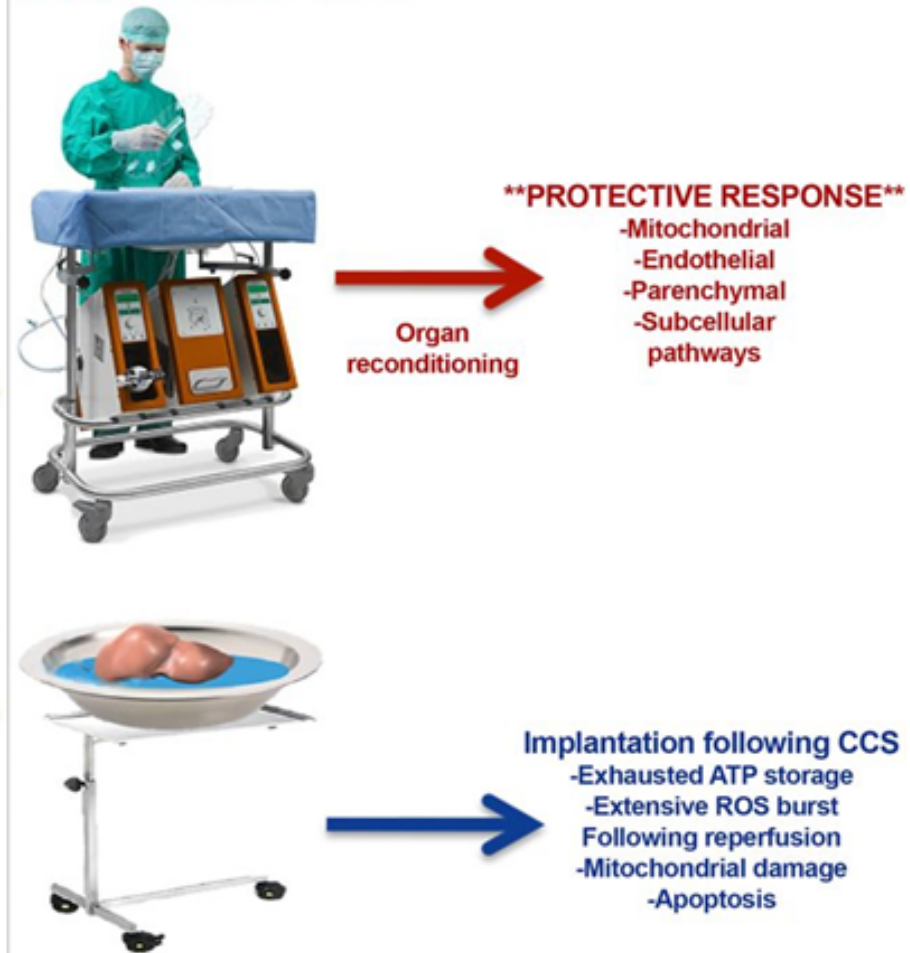 **PROTECTIVE RESPONSE**
-Mitochondrial
-Endothelial
-Parenchymal
-Subcellular
pathways
Organ
reconditioning
Implantation following CCS
-Exhausted ATP storage
-Extensive ROS burst
Following reperfusion
-Mitochondrial damage
-Apoptosis